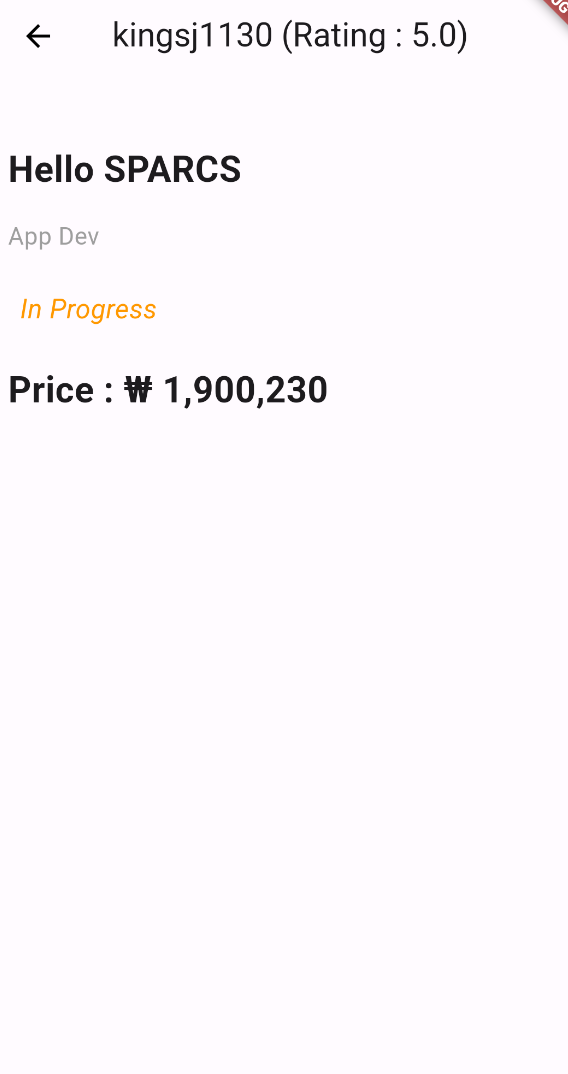 kingsj1130 (Rating : 5.0)
Hello SPARCS
App Dev
In Progress
Price : ₩ 1,900,230